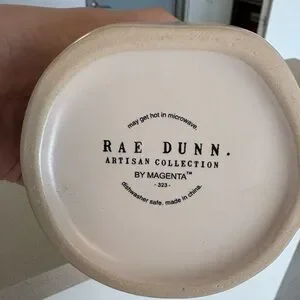 may get hot in microwave.
RAE DUNN.
ARTISAN COLLECTION
BY MAGENTA™
- 323 -
dishwasher safe. made in china.